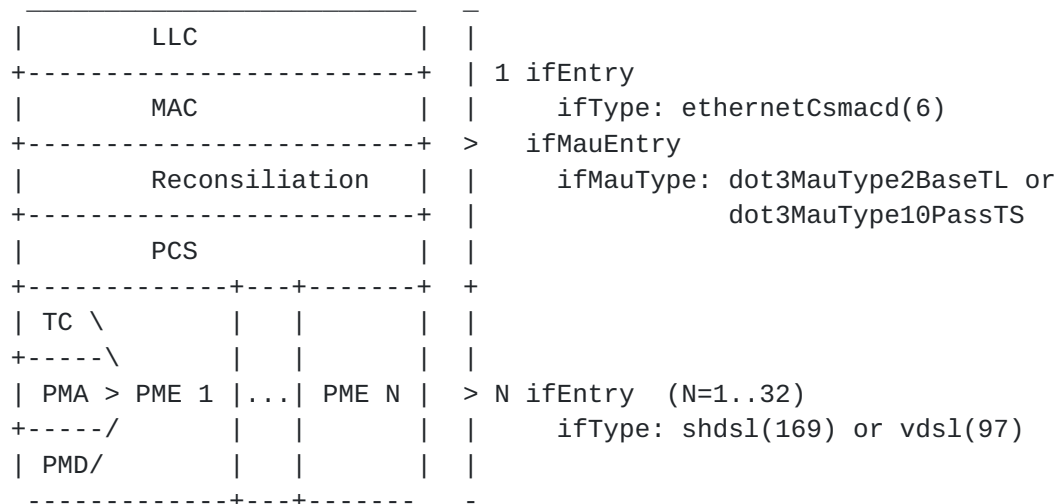 LLC
1 ifEntry
MAC ifType: ethernetCsmacd(6)
ifMauEntry
Reconsiliation ifMauType: dot3MauType2BaseTL or
dot3MauType10PassTS
PCS
TC \
PMA > PME 1 |...| PME N | > N ifEntry (N=1..32)
ifType: shdsl(169) or vdsl(97)
PMD/